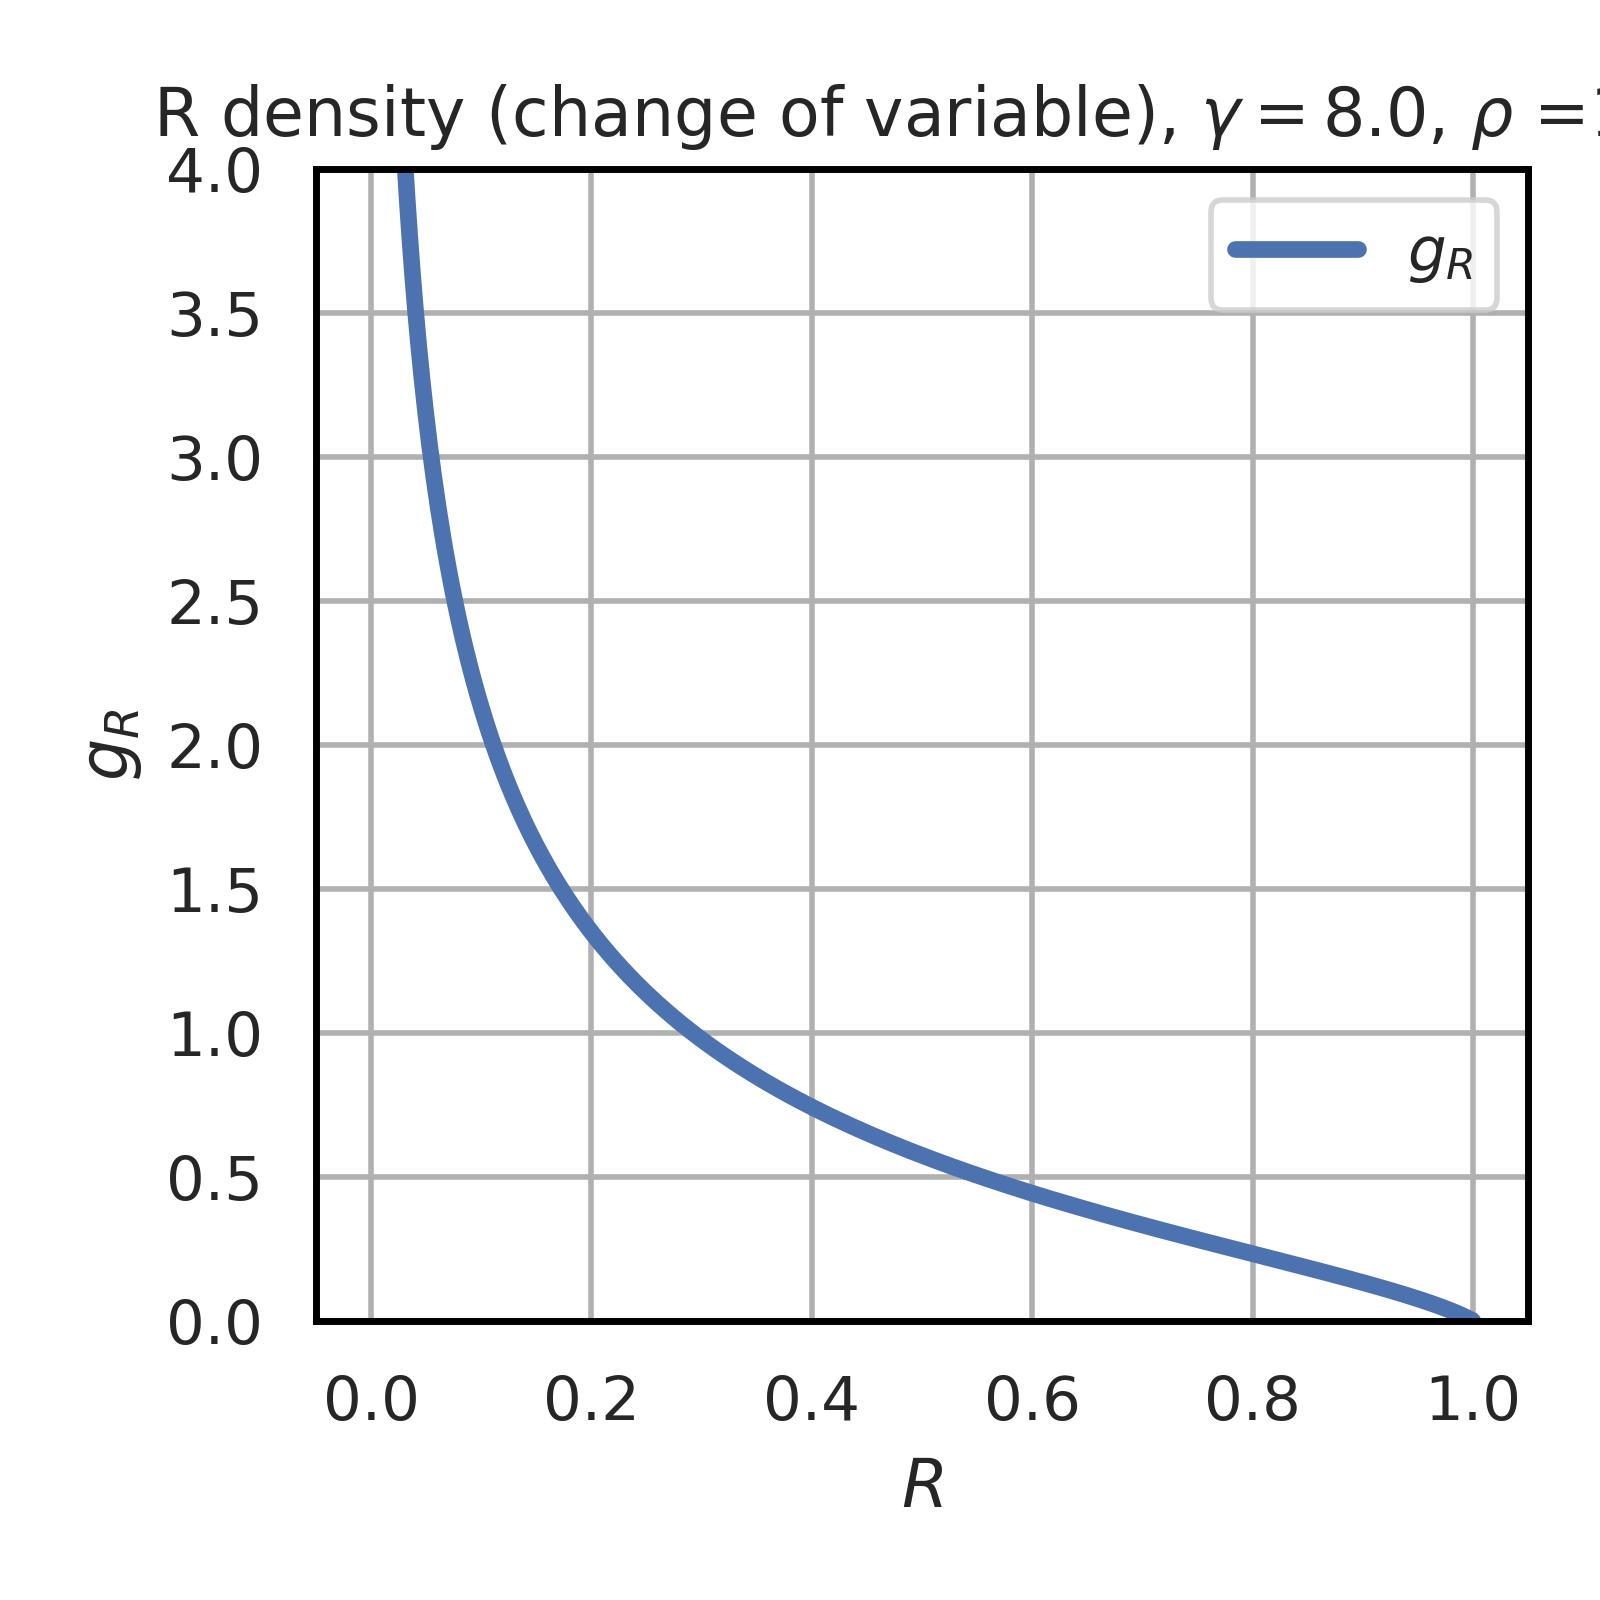 R density (change of variable), γ = 8.0, ρ =
4.0
3.5
3.0
2.5
2.0
1.5
1.0
0.5
0.0
g_R
g_R
0.0 0.2 0.4 0.6 0.8 1.0
R